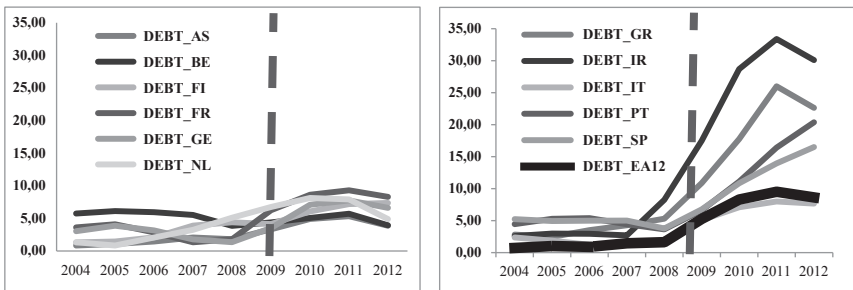 35,00
30,00
25,00
20,00
15,00
10,00
5,00
0,00
DEBT_AS
DEBT_BE
DEBT_FI
DEBT_FR
DEBT_GE
DEBT_NL
2004 2005 2006 2007 2008 2009 2010 2011 2012
35,00
30,00
25,00
20,00
15,00
10,00
5,00
0,00
DEBT_GR
DEBT_IR
DEBT_IT
DEBT_PT
DEBT_SP
DEBT_EA12
2004 2005 2006 2007 2008 2009 2010 2011 2012